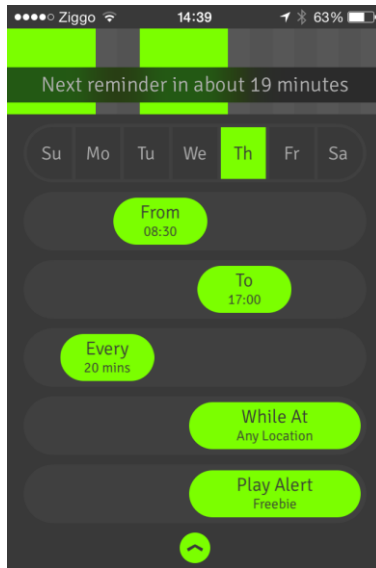 Ziggo 14:39 63%
Next reminder in about 19 minutes
Su Mo Tu We Th Fr Sa
From
08:30
To
17:00
Every
20 mins
While At
Any Location
Play Alert
Freebie